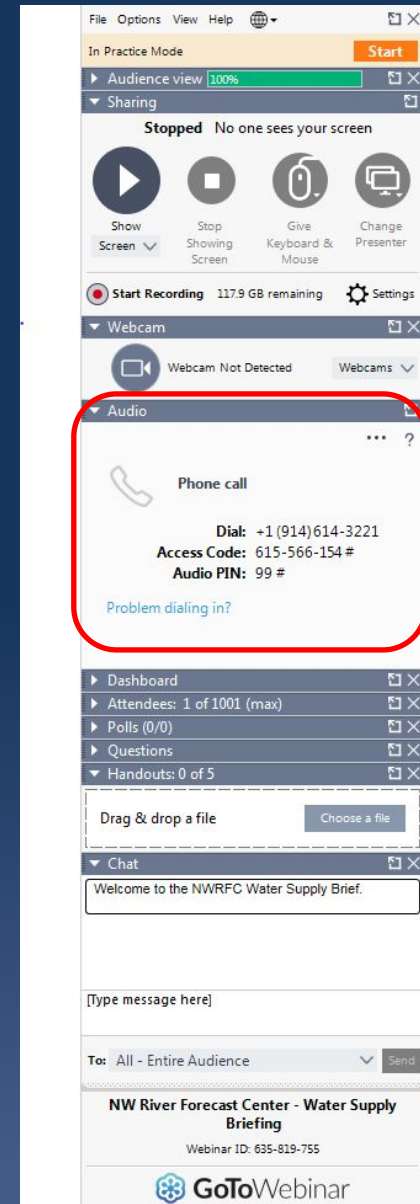 File Options View Help
In Practice Mode Start
Audience view 100%
Sharing
Stopped No one sees your screen
Show Stop Give Change
Screen Showing Keyboard & Presenter
Screen Mouse
Start Recording 117.9 GB remaining Settings
Webcam
Webcam Not Detected Webcams
Audio
... ?
Phone call
Dial: +1 (914) 614-3221
Access Code: 615-566-154 #
Audio PIN: 99 #
Problem dialing in?
Dashboard
Attendees: 1 of 1001 (max)
Polls (0/0)
Questions
Handouts: 0 of 5
Drag & drop a file Choose a file
Chat
Welcome to the NWRFC Water Supply Brief.
[Type message here]
To: All - Entire Audience Send
NW River Forecast Center - Water Supply
Briefing
Webinar ID: 635-819-755
GoToWebinar